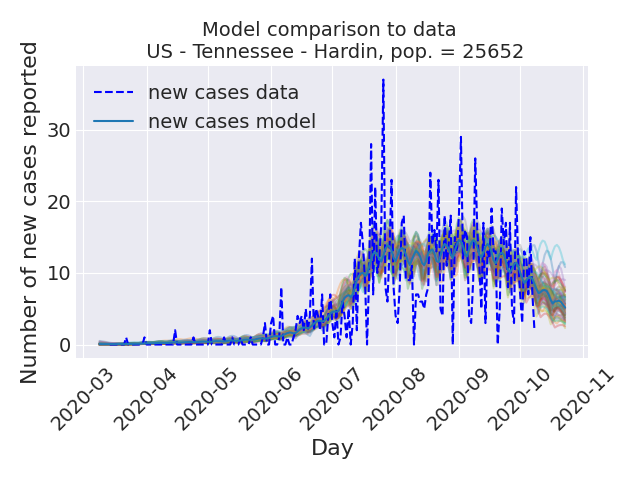 Model comparison to data
US - Tennessee - Hardin, pop. = 25652
new cases data
new cases model
Number of new cases reported
30
20
10
0
2020-03
2020-04
2020-05
2020-06
2020-07
2020-08
2020-09
2020-10
2020-11
Day